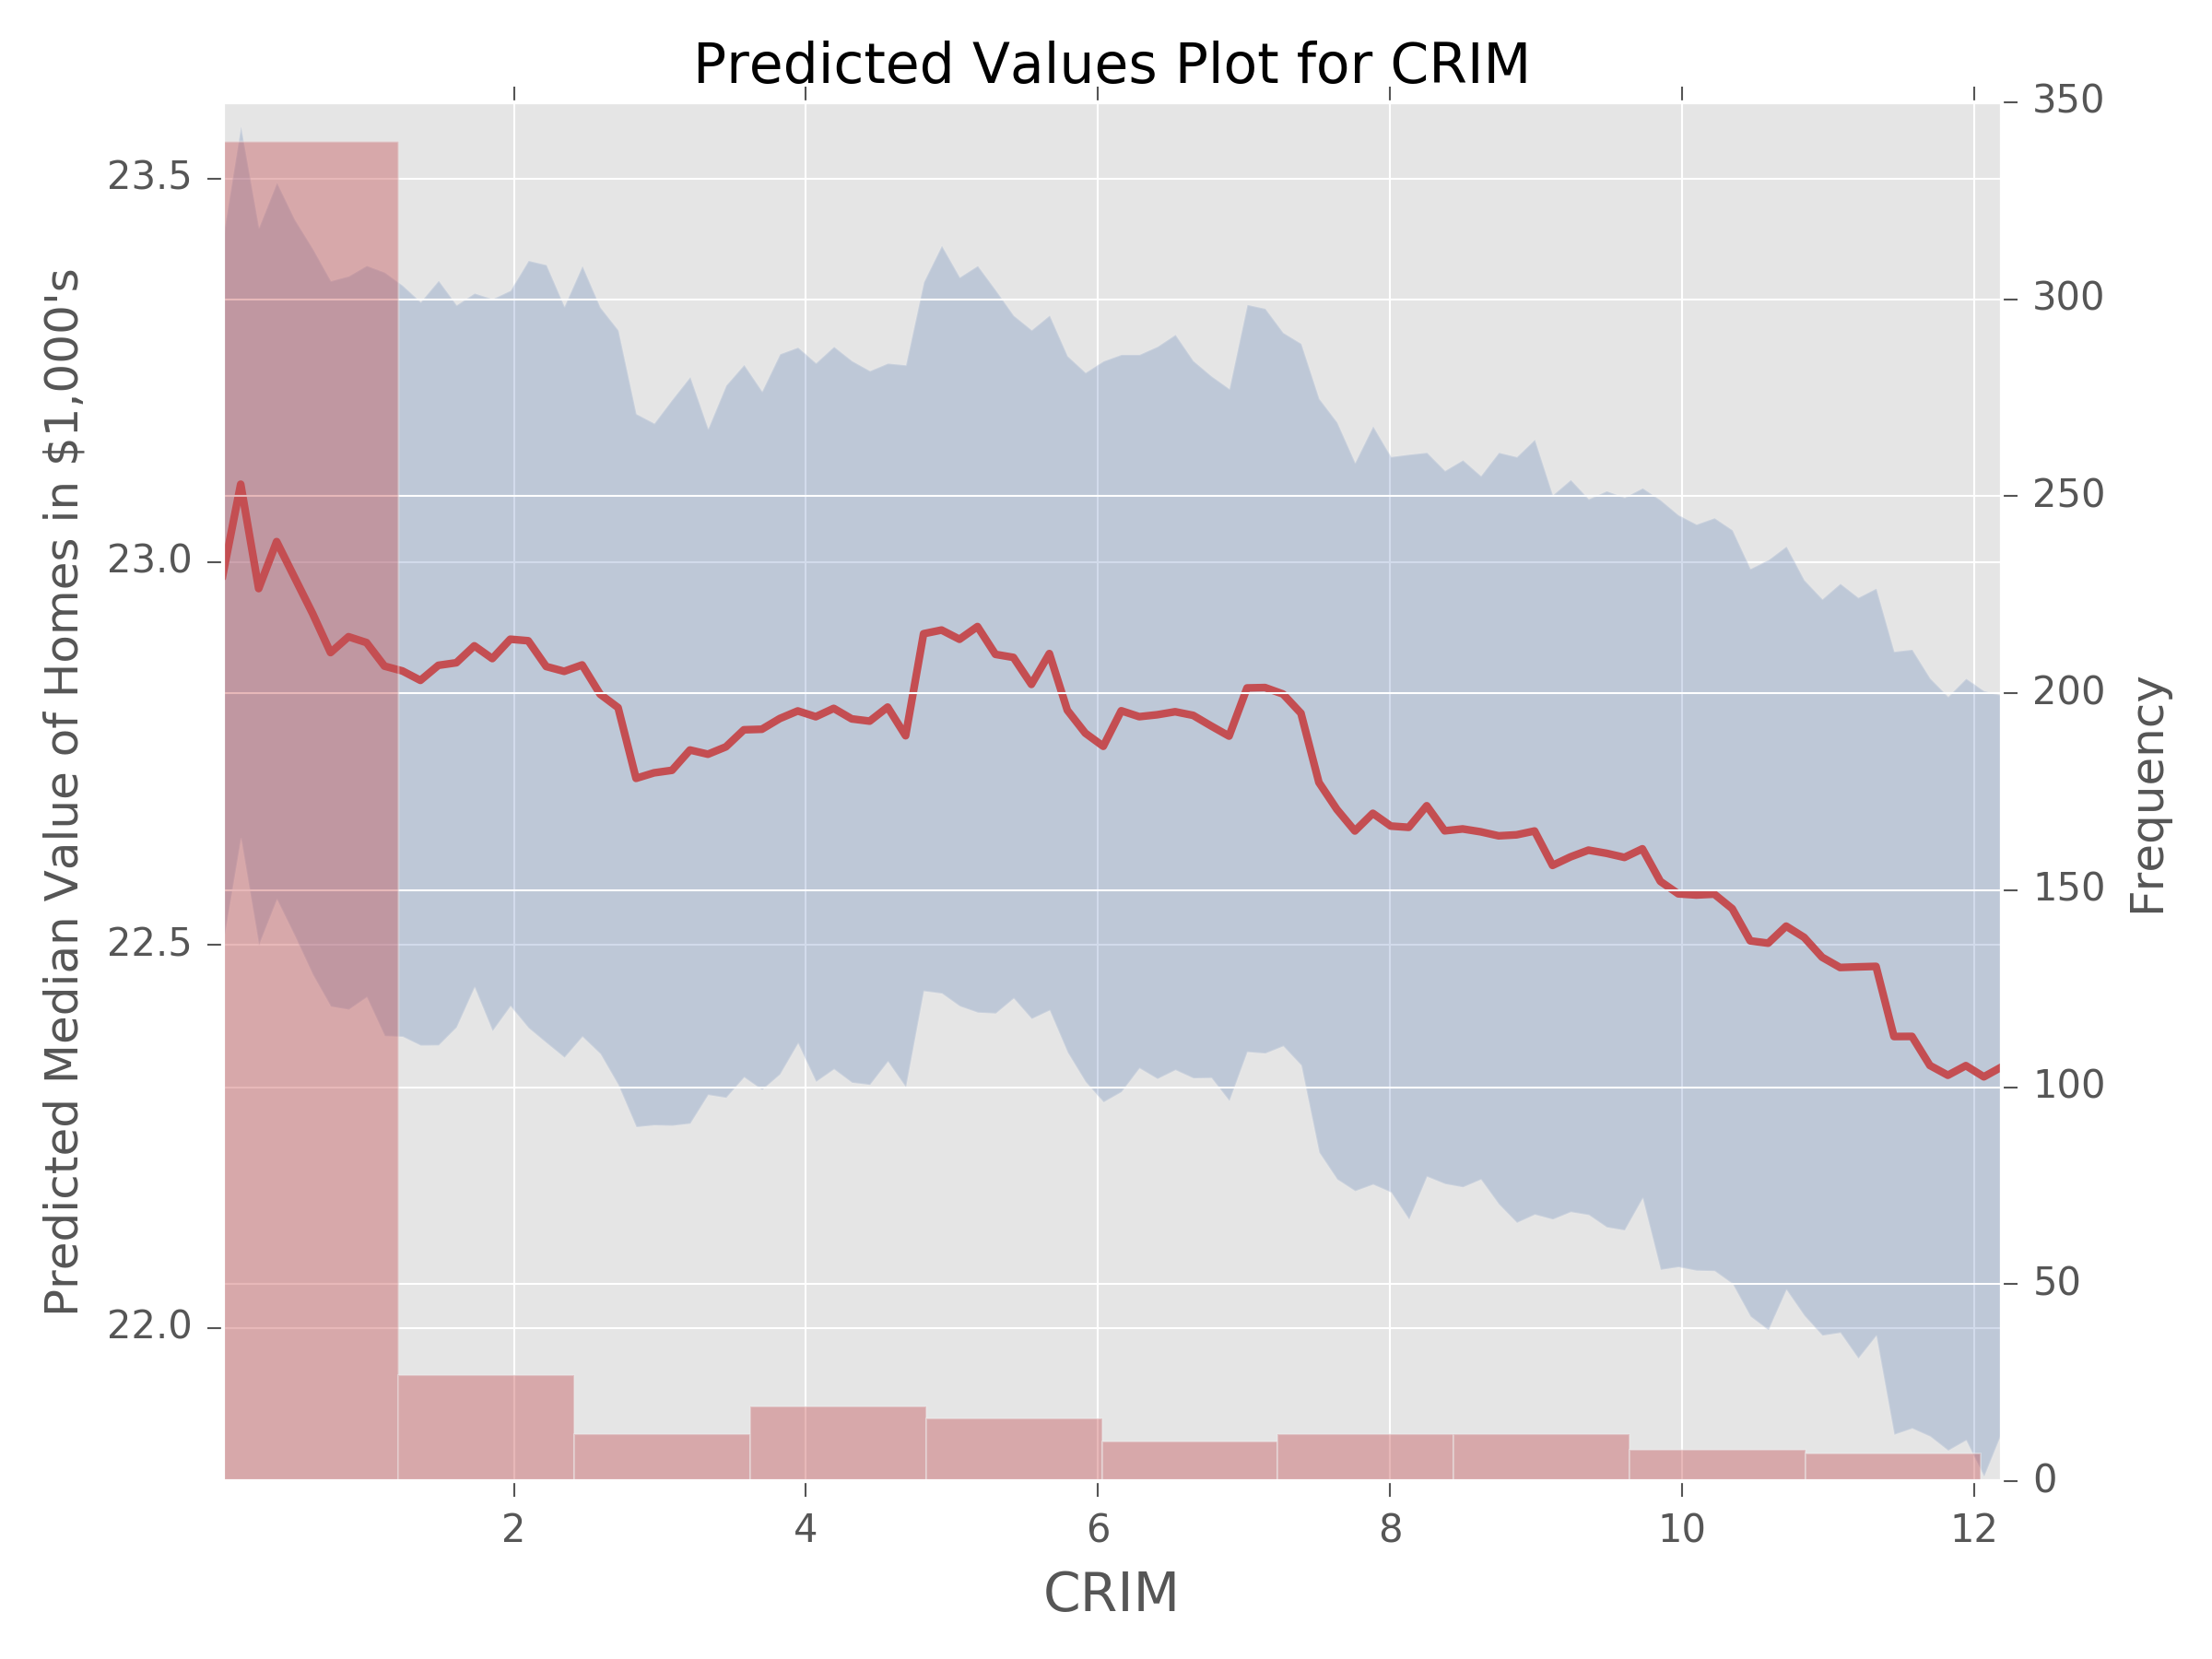 Predicted Values Plot for CRIM
Predicted Median Value of Homes in $1,000's
23.5
23.0
22.5
22.0
350
300
250
200
150
100
50
0
Frequency
2 4 6 8 10 12
CRIM